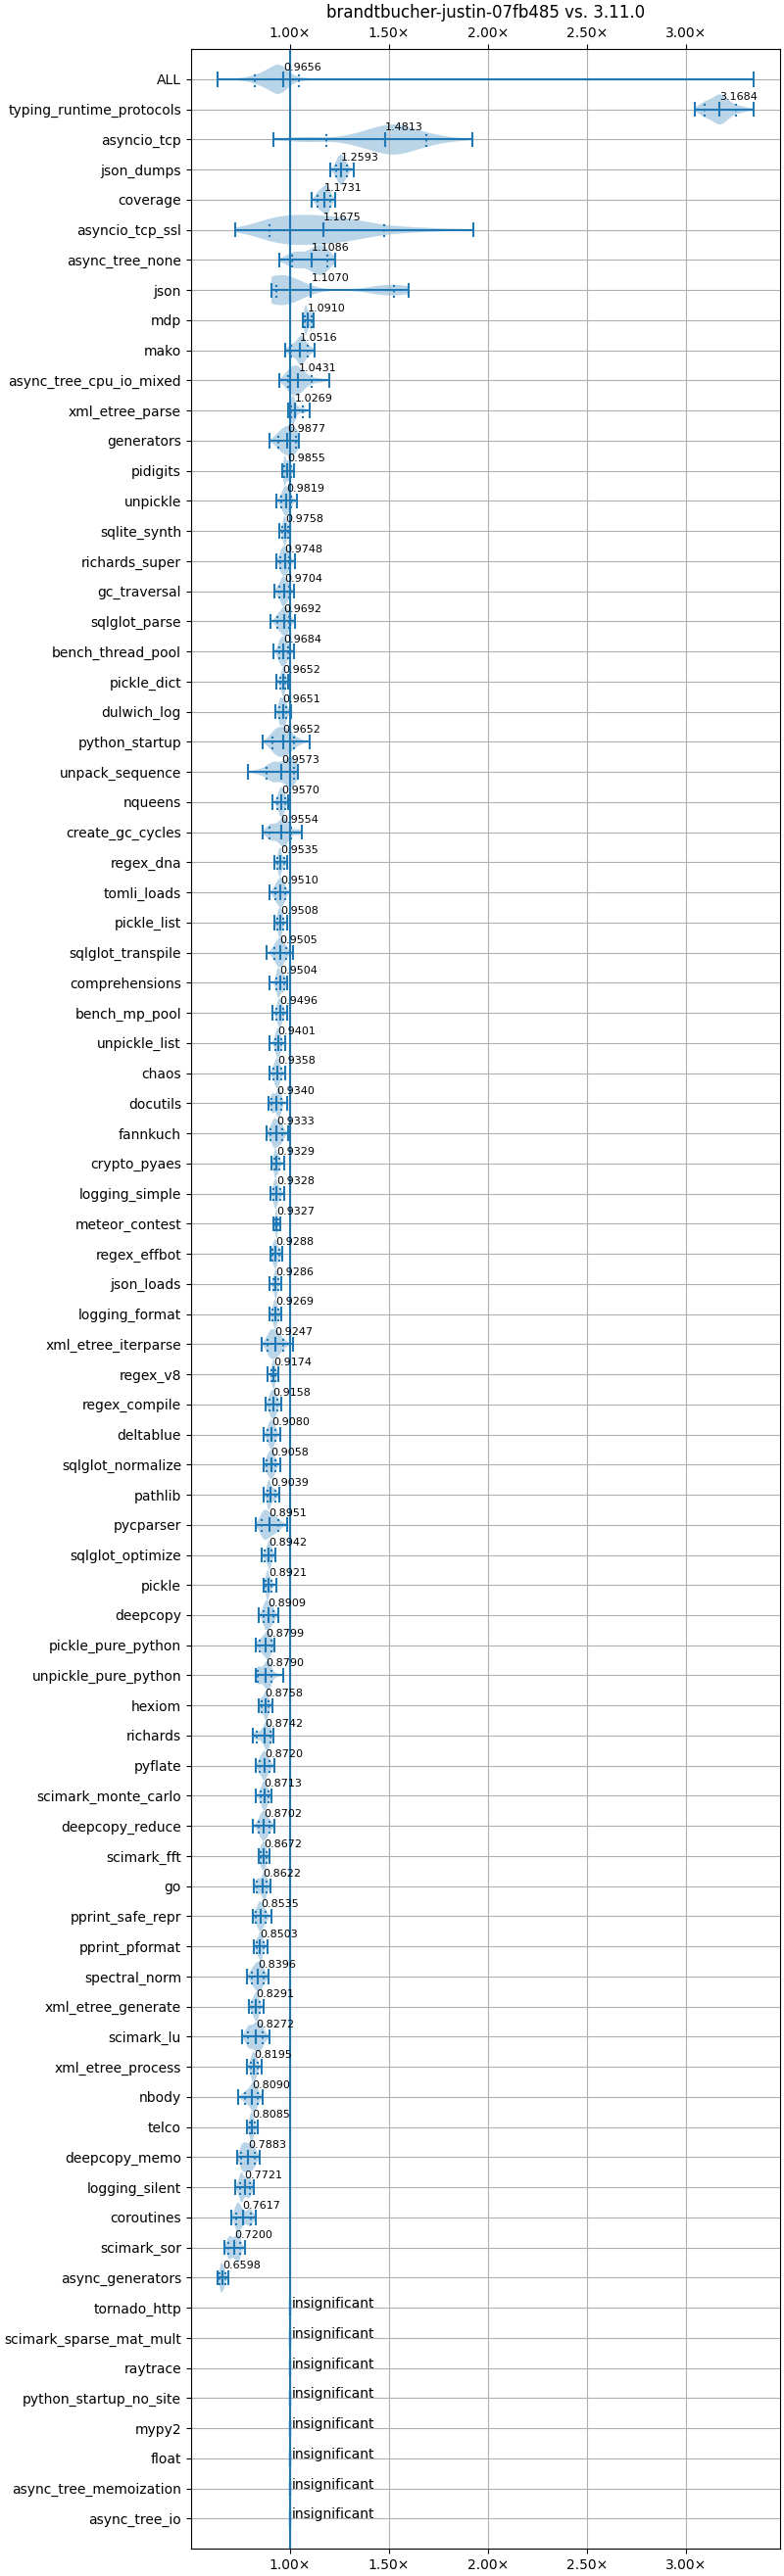 brandtbucher-justin-07fb485 vs. 3.11.0
1.00× 1.50× 2.00× 2.50× 3.00×
ALL 0.9656
typing_runtime_protocols 3.1684
asyncio_tcp 1.4813
json_dumps 1.2593
coverage 1.1731
asyncio_tcp_ssl 1.1675
async_tree_none 1.1086
json 1.1070
mdp 1.0910
mako 1.0516
async_tree_cpu_io_mixed 1.0431
xml_etree_parse 1.0269
generators 0.9877
pidigits 0.9855
unpickle 0.9819
sqlite_synth 0.9758
richards_super 0.9748
gc_traversal 0.9704
sqlglot_parse 0.9692
bench_thread_pool 0.9684
pickle_dict 0.9652
dulwich_log 0.9651
python_startup 0.9652
unpack_sequence 0.9573
nqueens 0.9570
create_gc_cycles 0.9554
regex_dna 0.9535
tomli_loads 0.9510
pickle_list 0.9508
sqlglot_transpile 0.9505
comprehensions 0.9504
bench_mp_pool 0.9496
unpickle_list 0.9401
chaos 0.9358
docutils 0.9340
fannkuch 0.9333
crypto_pyaes 0.9329
logging_simple 0.9328
meteor_contest 0.9327
regex_effbot 0.9288
json_loads 0.9286
logging_format 0.9269
xml_etree_iterparse 0.9247
regex_v8 0.9174
regex_compile 0.9158
deltablue 0.9080
sqlglot_normalize 0.9058
pathlib 0.9039
pycparser 0.8951
sqlglot_optimize 0.8942
pickle 0.8921
deepcopy 0.8909
pickle_pure_python 0.8799
unpickle_pure_python 0.8790
hexiom 0.8758
richards 0.8742
pyflate 0.8720
scimark_monte_carlo 0.8713
deepcopy_reduce 0.8702
scimark_fft 0.8672
go 0.8622
pprint_safe_repr 0.8535
pprint_pformat 0.8503
spectral_norm 0.8396
xml_etree_generate 0.8291
scimark_lu 0.8272
xml_etree_process 0.8195
nbody 0.8090
telco 0.8085
deepcopy_memo 0.7883
logging_silent 0.7721
coroutines 0.7617
scimark_sor 0.7200
async_generators 0.6598
tornado_http insignificant
scimark_sparse_mat_mult insignificant
raytrace insignificant
python_startup_no_site insignificant
mypy2 insignificant
float insignificant
async_tree_memoization insignificant
async_tree_io insignificant
1.00× 1.50× 2.00× 2.50× 3.00×